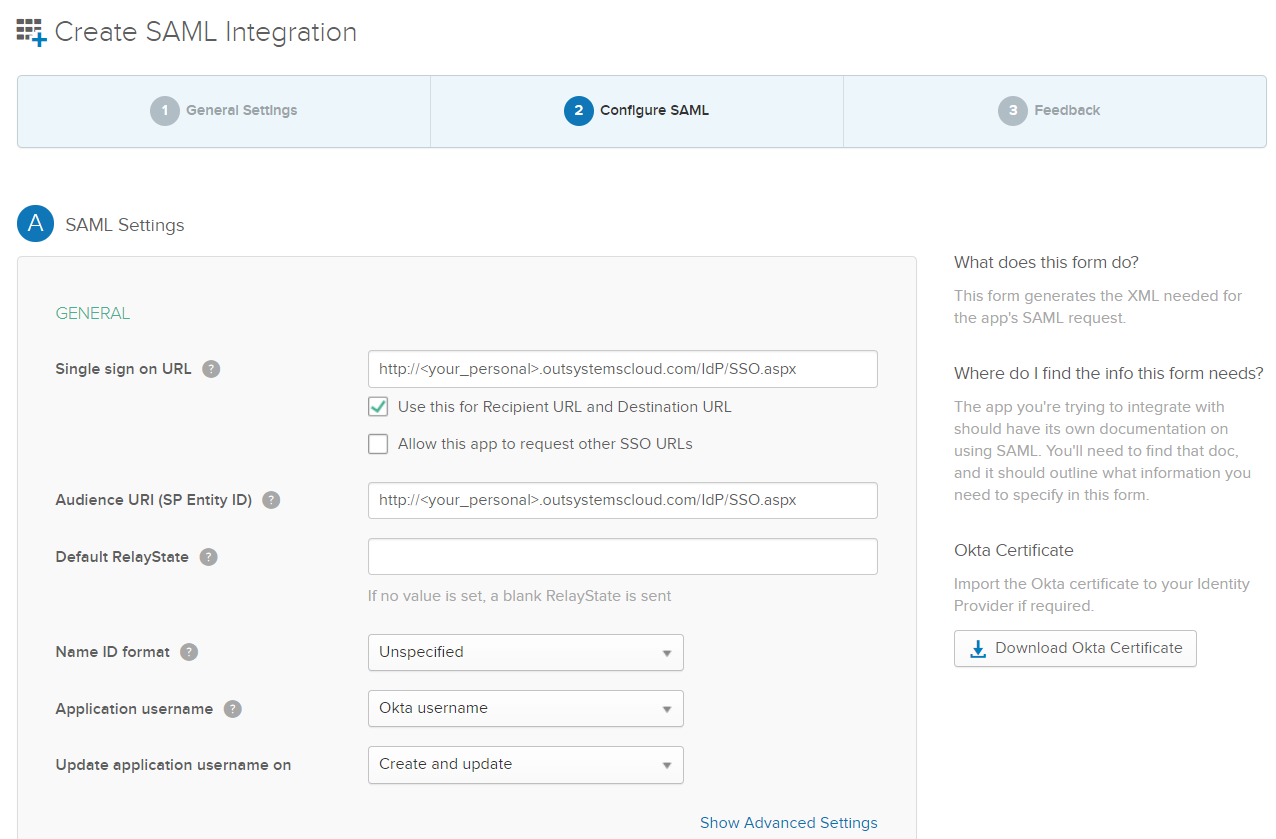 Create SAML Integration
1 General Settings
2 Configure SAML
3 Feedback
A SAML Settings
GENERAL
Single sign on URL ?
http://<your_personal>.outsystemscloud.com/IdP/SSO.aspx
Use this for Recipient URL and Destination URL
Allow this app to request other SSO URLs
Audience URI (SP Entity ID) ?
http://<your_personal>.outsystemscloud.com/IdP/SSO.aspx
Default RelayState ?
If no value is set, a blank RelayState is sent
Name ID format ?
Unspecified
Application username ?
Okta username
Update application username on
Create and update
Show Advanced Settings
What does this form do?
This form generates the XML needed for
the app's SAML request.
Where do I find the info this form needs?
The app you're trying to integrate with
should have its own documentation on
using SAML. You'll need to find that doc,
and it should outline what information you
need to specify in this form.
Okta Certificate
Import the Okta certificate to your Identity
Provider if required.
Download Okta Certificate